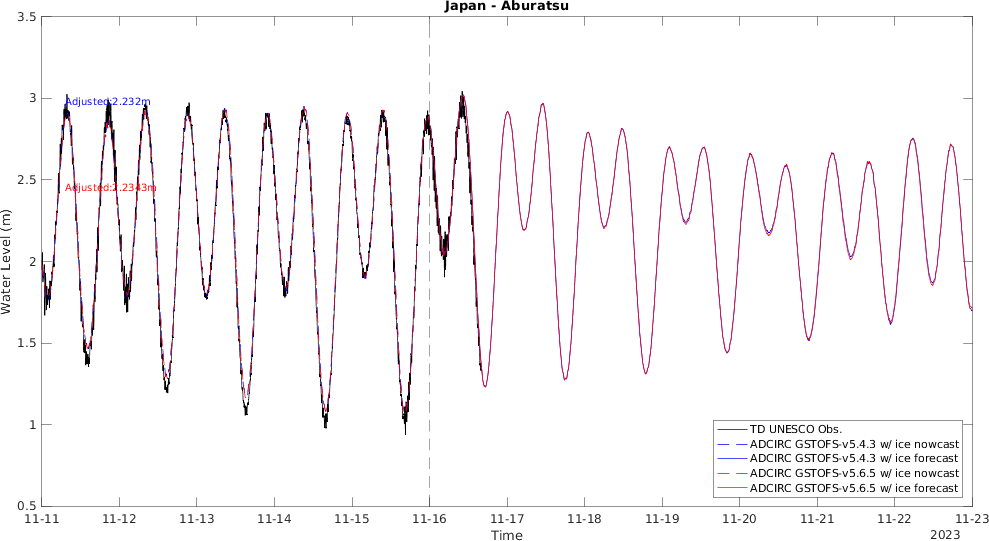 Japan - Aburatsu
3.5
3
2.5
2
1.5
1
0.5
Water Level (m)
Adjusted:2.232m
Adjusted:2.2343m
TD UNESCO Obs.
ADCIRC GSTOFS-v5.4.3 w/ ice nowcast
ADCIRC GSTOFS-v5.4.3 w/ ice forecast
ADCIRC GSTOFS-v5.6.5 w/ ice nowcast
ADCIRC GSTOFS-v5.6.5 w/ ice forecast
11-11 11-12 11-13 11-14 11-15 11-16 11-17 11-18 11-19 11-20 11-21 11-22 11-23
Time
2023